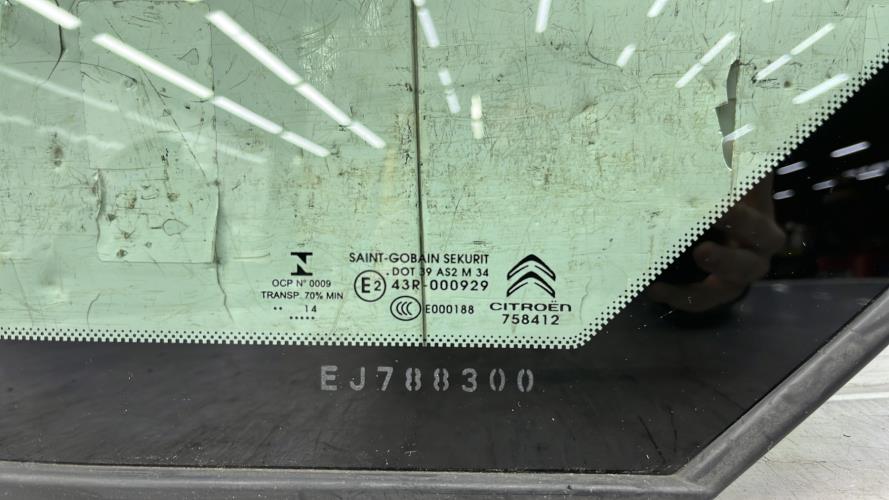 OCP N° 0009
TRANSP. 70% MIN
.. 14
.....
SAINT-GOBAIN SEKURIT
. DOT 39 AS2 M 34
E2 43R-000929
CCC E000188
CITROËN
758412
EJ788300